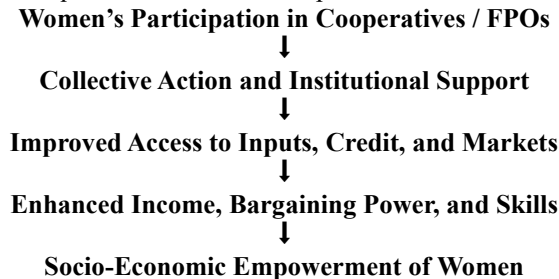 Women’s Participation in Cooperatives / FPOs
Collective Action and Institutional Support
Improved Access to Inputs, Credit, and Markets
Enhanced Income, Bargaining Power, and Skills
Socio-Economic Empowerment of Women